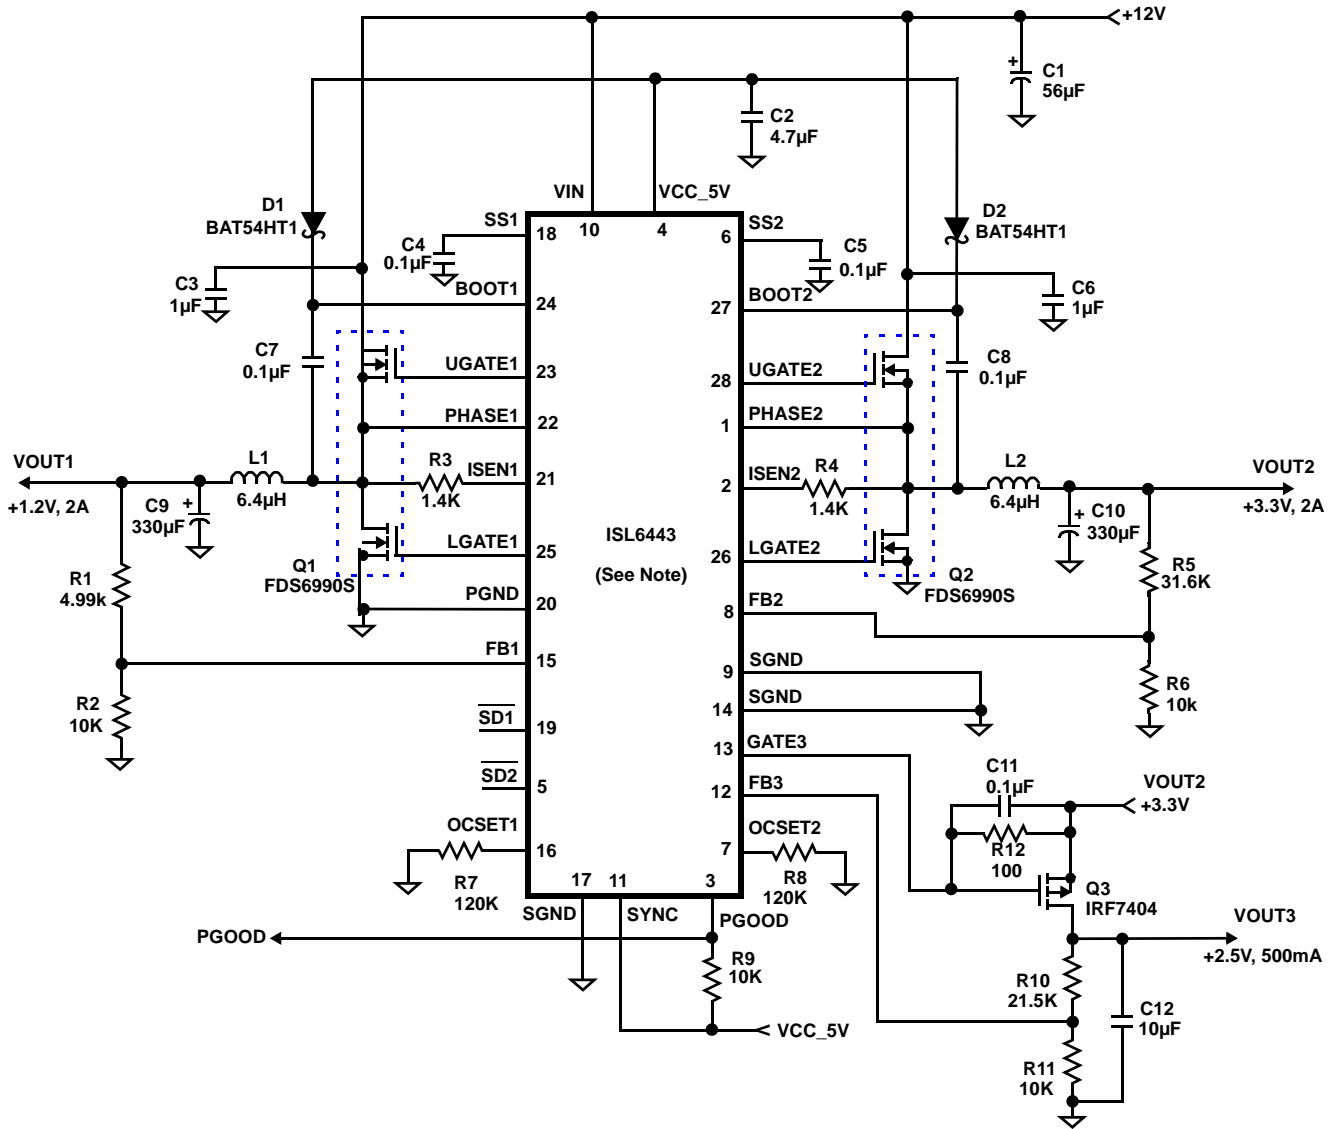 +12V
C1
56µF
C2
4.7µF
VIN
VCC_5V
D1
BAT54HT1
D2
BAT54HT1
SS1
18
10
4
6
SS2
C4
0.1µF
C5
0.1µF
C3
1µF
C6
1µF
BOOT1
24
27
BOOT2
C7
0.1µF
C8
0.1µF
UGATE1
23
28
UGATE2
PHASE1
22
1
PHASE2
VOUT1
+1.2V, 2A
L1
6.4µH
R3
1.4K
ISEN1
21
2
ISEN2
R4
1.4K
L2
6.4µH
VOUT2
+3.3V, 2A
C9
+
330µF
+
C10
330µF
+
ISL6443
(See Note)
LGATE1
25
26
LGATE2
Q1
FDS6990S
Q2
FDS6990S
R1
4.99k
R5
31.6K
PGND
20
8
FB2
FB1
15
9
SGND
R2
10K
R6
10k
14
SGND
SD1
19
13
GATE3
SD2
5
12
FB3
C11
0.1µF
VOUT2
+3.3V
OCSET1
16
7
OCSET2
R12
100
R7
120K
R8
120K
17
11
3
Q3
IRF7404
SGND
SYNC
PGOOD
PGOOD
VOUT3
+2.5V, 500mA
R9
10K
R10
21.5K
C12
10µF
VCC_5V
R11
10K